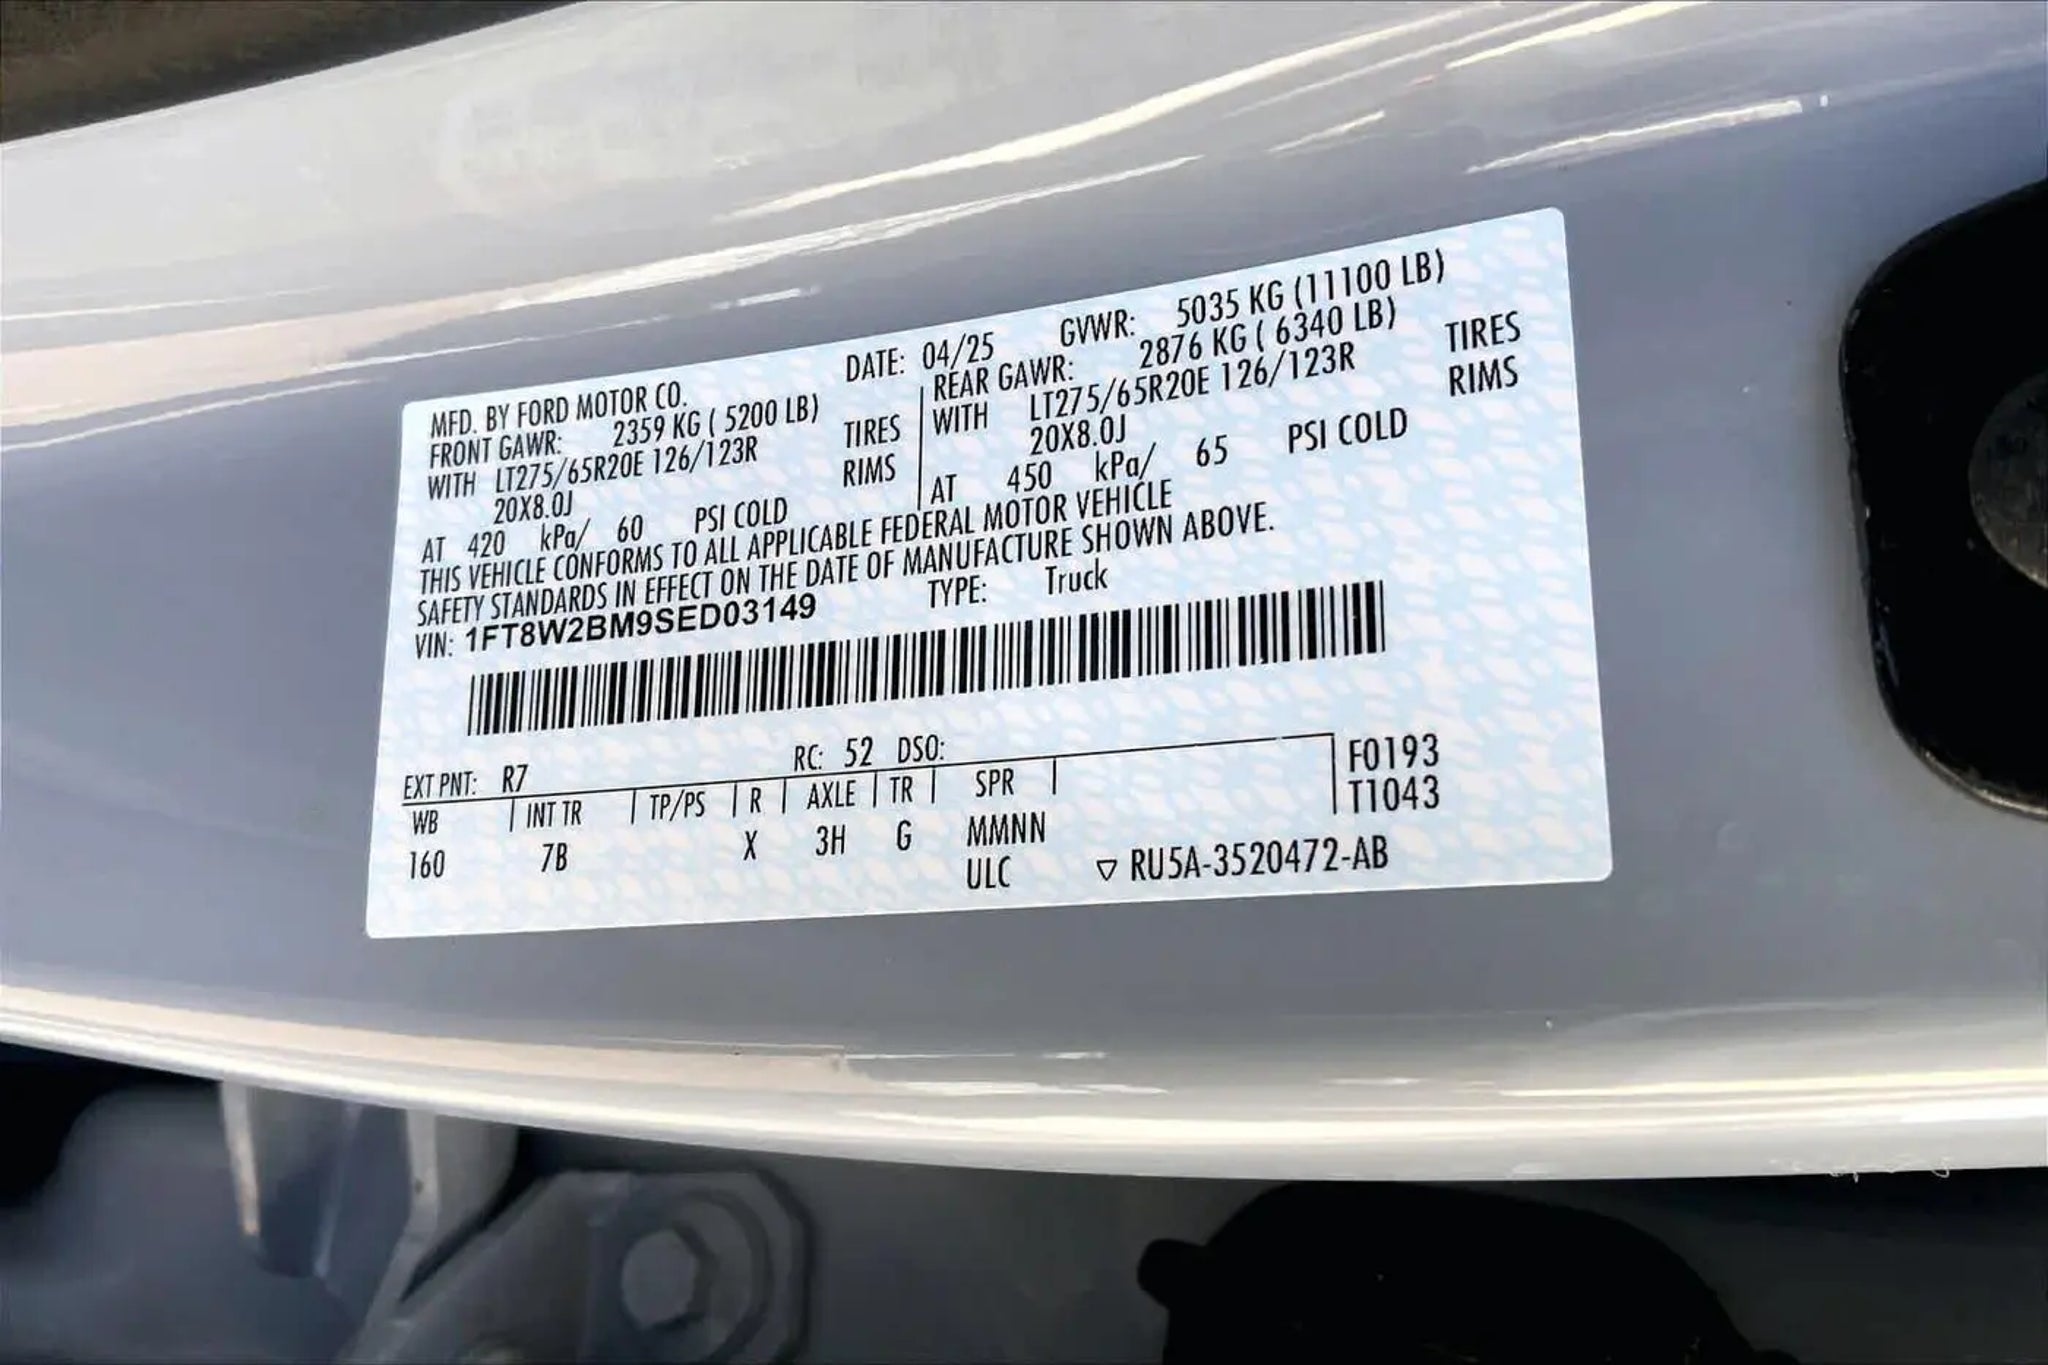 MFD. BY FORD MOTOR CO. DATE: 04/25 GVWR: 5035 KG (11100 LB)
FRONT GAWR: 2359 KG ( 5200 LB) REAR GAWR: 2876 KG ( 6340 LB)
WITH LT275/65R20E 126/123R TIRES WITH LT275/65R20E 126/123R TIRES
20X8.0J RIMS 20X8.0J RIMS
AT 420 kPa/ 60 PSI COLD AT 450 kPa/ 65 PSI COLD
THIS VEHICLE CONFORMS TO ALL APPLICABLE FEDERAL MOTOR VEHICLE
SAFETY STANDARDS IN EFFECT ON THE DATE OF MANUFACTURE SHOWN ABOVE.
VIN: 1FT8W2BM9SED03149 TYPE: Truck
EXT PNT: R7 RC: 52 DSO: F0193
WB INT TR TP/PS R AXLE TR SPR T1043
160 7B X 3H G MMNN
ULC ▽ RU5A-3520472-AB